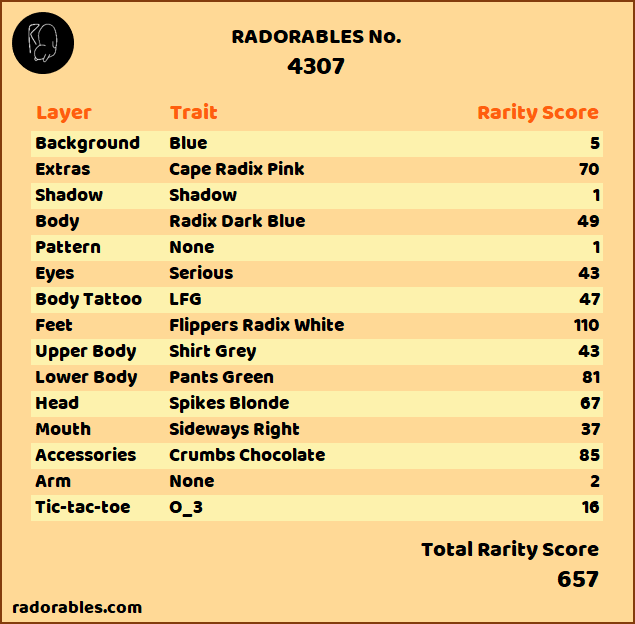 RADORABLES No.
4307
Layer Trait Rarity Score
Background Blue 5
Extras Cape Radix Pink 70
Shadow Shadow 1
Body Radix Dark Blue 49
Pattern None 1
Eyes Serious 43
Body Tattoo LFG 47
Feet Flippers Radix White 110
Upper Body Shirt Grey 43
Lower Body Pants Green 81
Head Spikes Blonde 67
Mouth Sideways Right 37
Accessories Crumbs Chocolate 85
Arm None 2
Tic-tac-toe O_3 16
Total Rarity Score
657
radorables.com